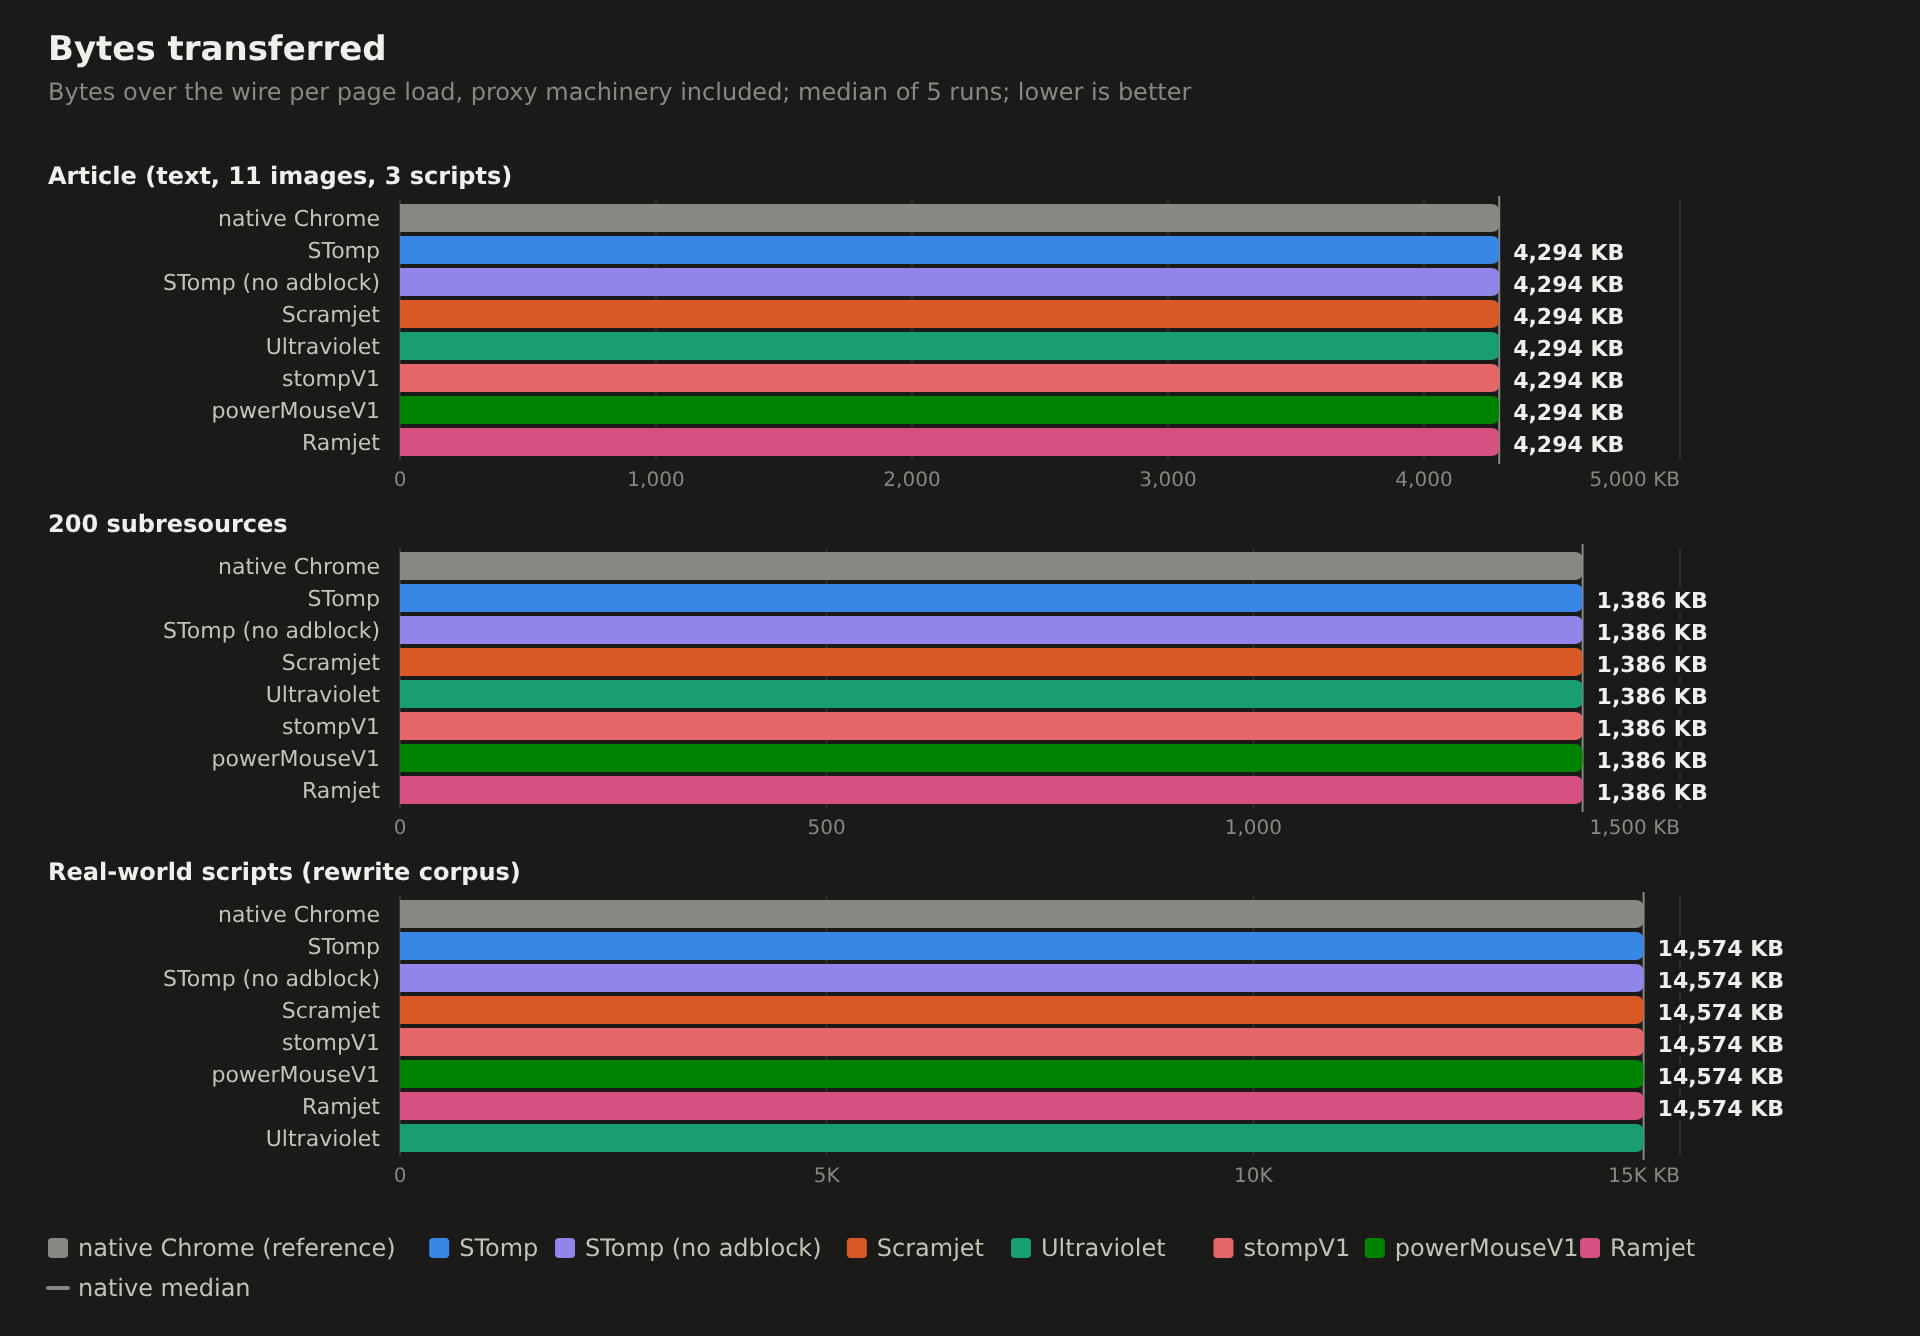 Bytes transferred
Bytes over the wire per page load, proxy machinery included; median of 5 runs; lower is better
Article (text, 11 images, 3 scripts)
native Chrome
STomp 4,294 KB
STomp (no adblock) 4,294 KB
Scramjet 4,294 KB
Ultraviolet 4,294 KB
stompV1 4,294 KB
powerMouseV1 4,294 KB
Ramjet 4,294 KB
0 1,000 2,000 3,000 4,000 5,000 KB
200 subresources
native Chrome
STomp 1,386 KB
STomp (no adblock) 1,386 KB
Scramjet 1,386 KB
Ultraviolet 1,386 KB
stompV1 1,386 KB
powerMouseV1 1,386 KB
Ramjet 1,386 KB
0 500 1,000 1,500 KB
Real-world scripts (rewrite corpus)
native Chrome
STomp 14,574 KB
STomp (no adblock) 14,574 KB
Scramjet 14,574 KB
stompV1 14,574 KB
powerMouseV1 14,574 KB
Ramjet 14,574 KB
Ultraviolet
0 5K 10K 15K KB
native Chrome (reference) STomp STomp (no adblock) Scramjet Ultraviolet stompV1 powerMouseV1 Ramjet
native median